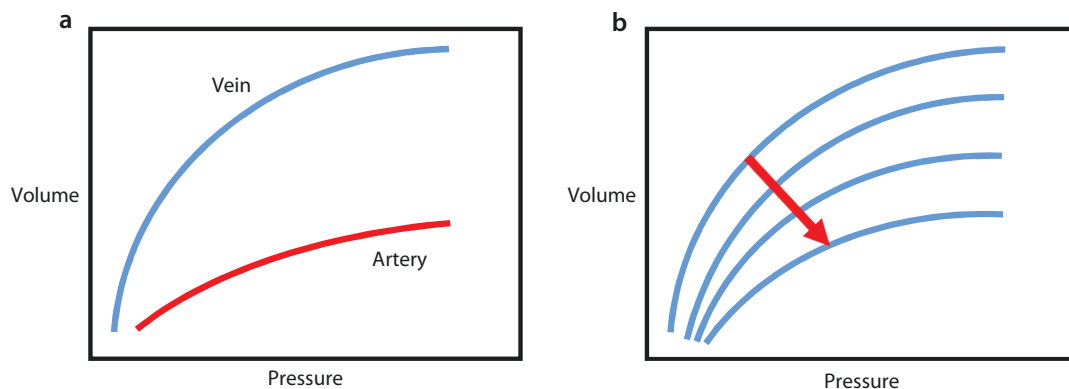 a
Vein
Volume
Artery
Pressure
b
Volume
Pressure